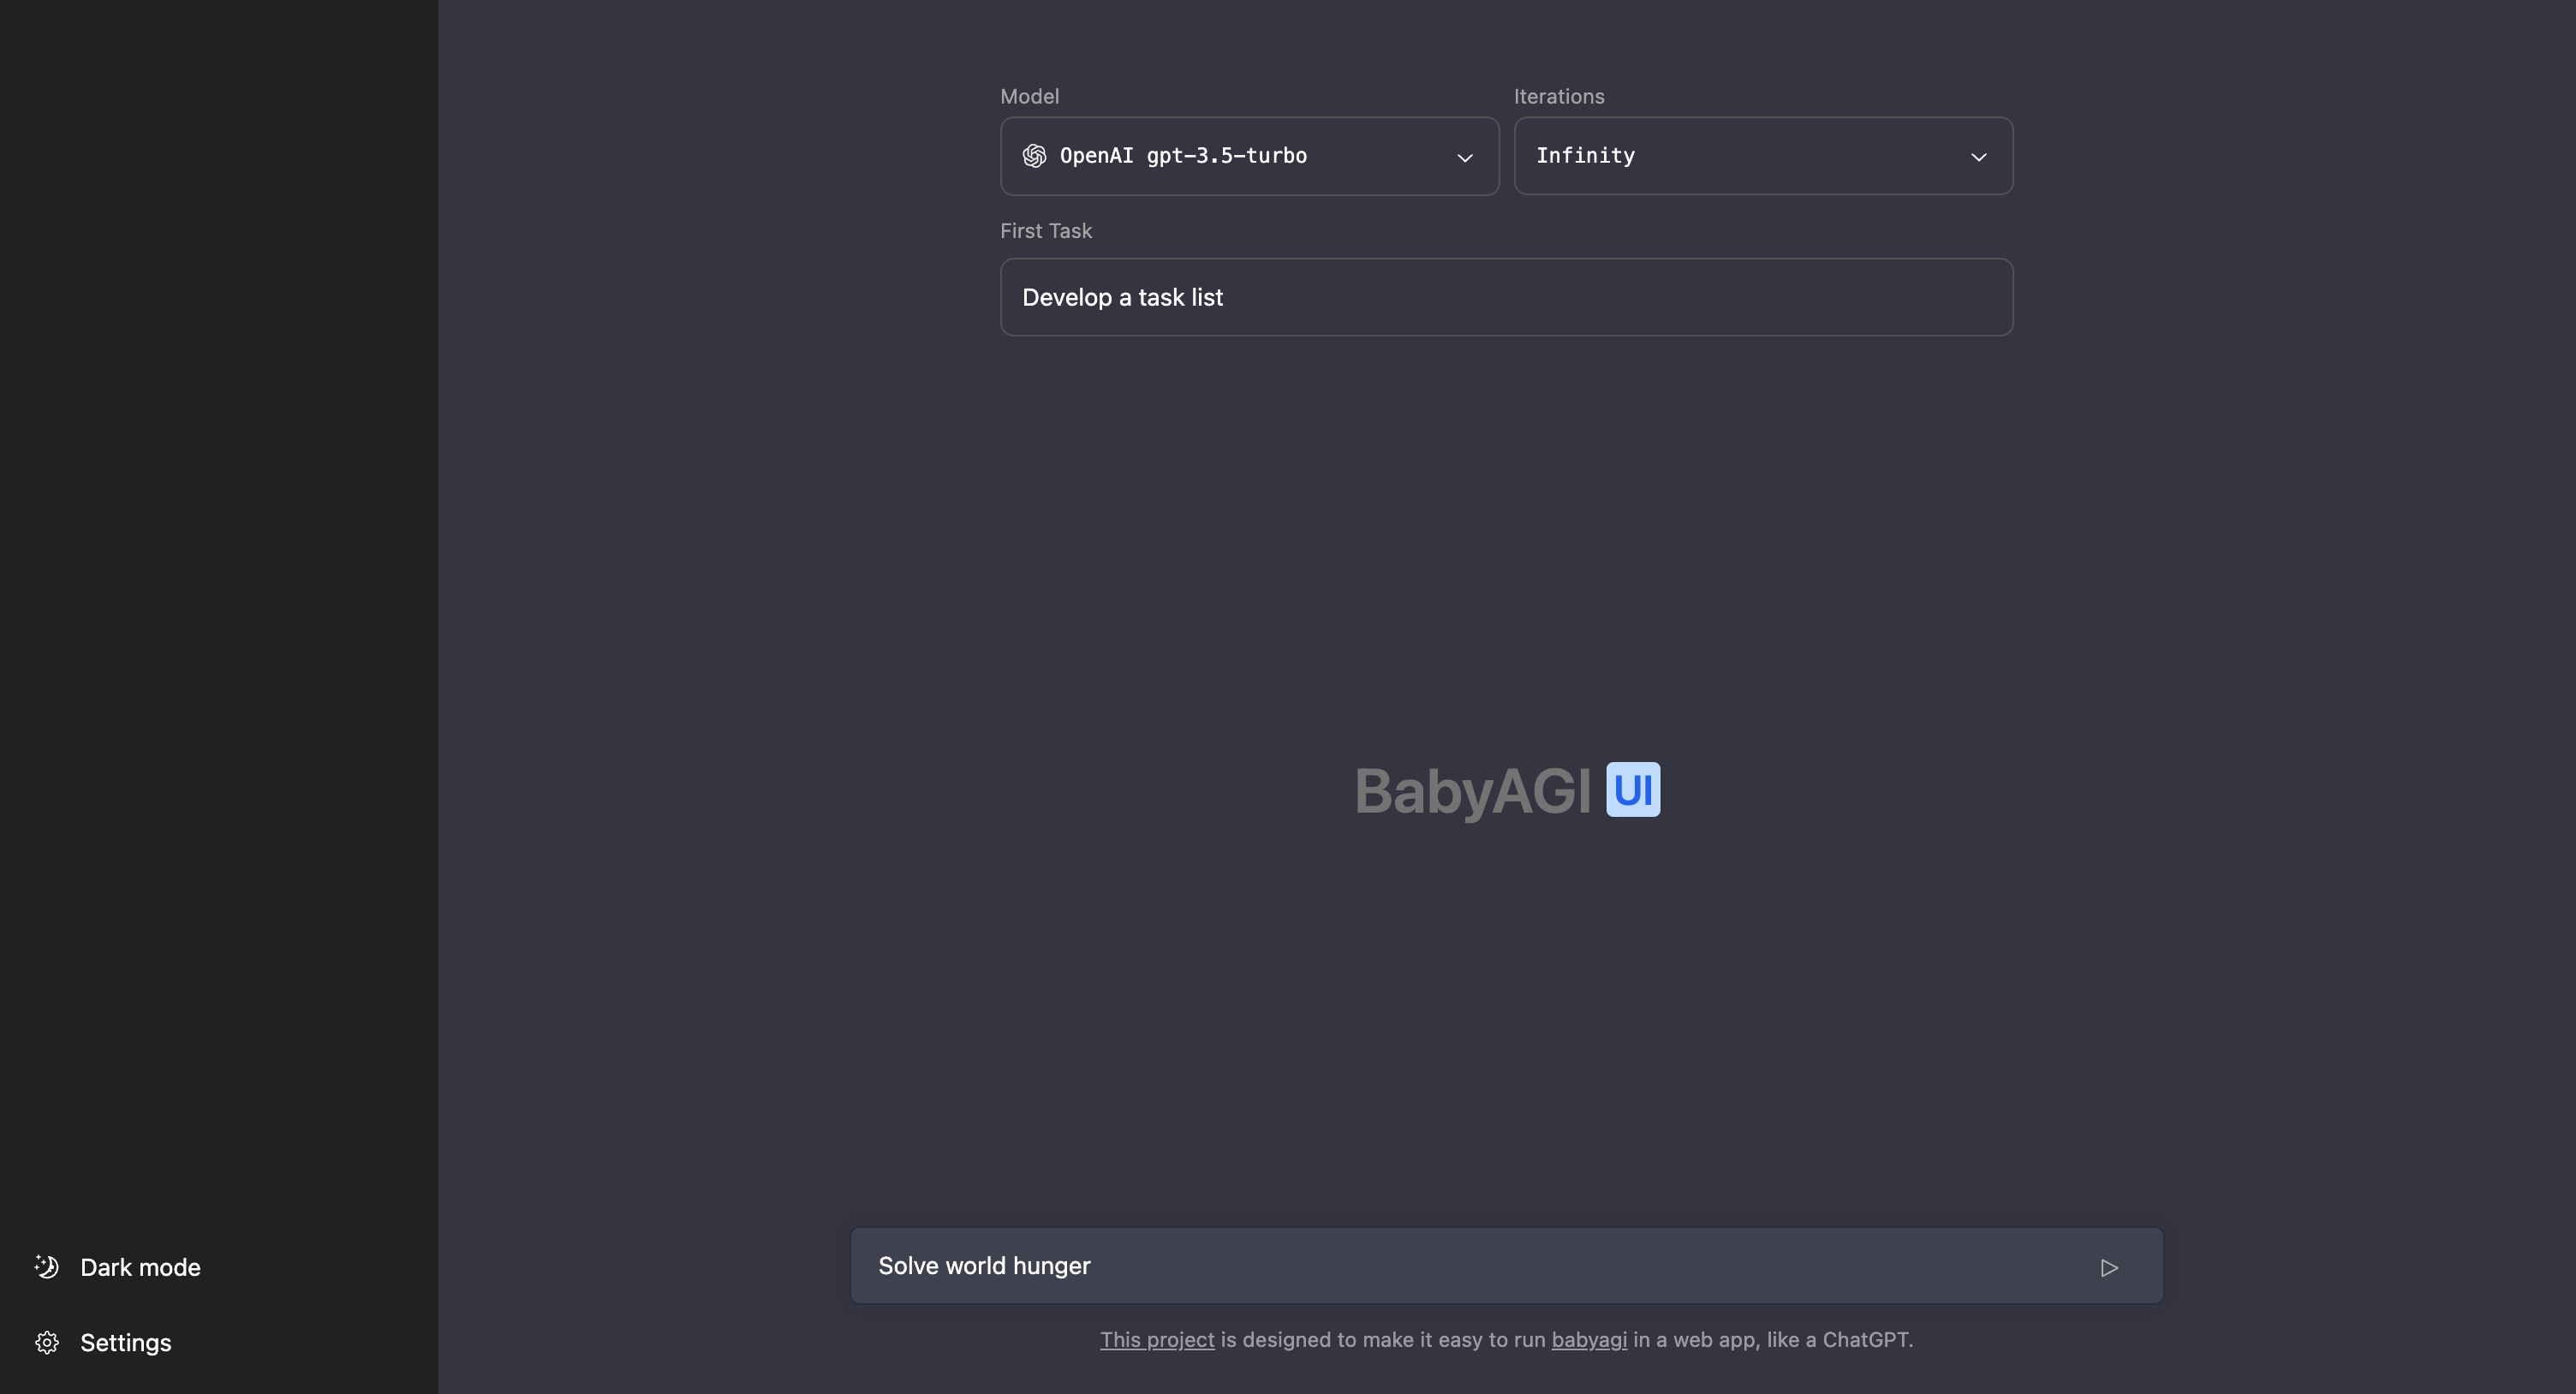 Model
Iterations
OpenAI gpt-3.5-turbo
Infinity
First Task
Develop a task list
BabyAGI UI
Solve world hunger
This project is designed to make it easy to run babyagi in a web app, like a ChatGPT.
Dark mode
Settings